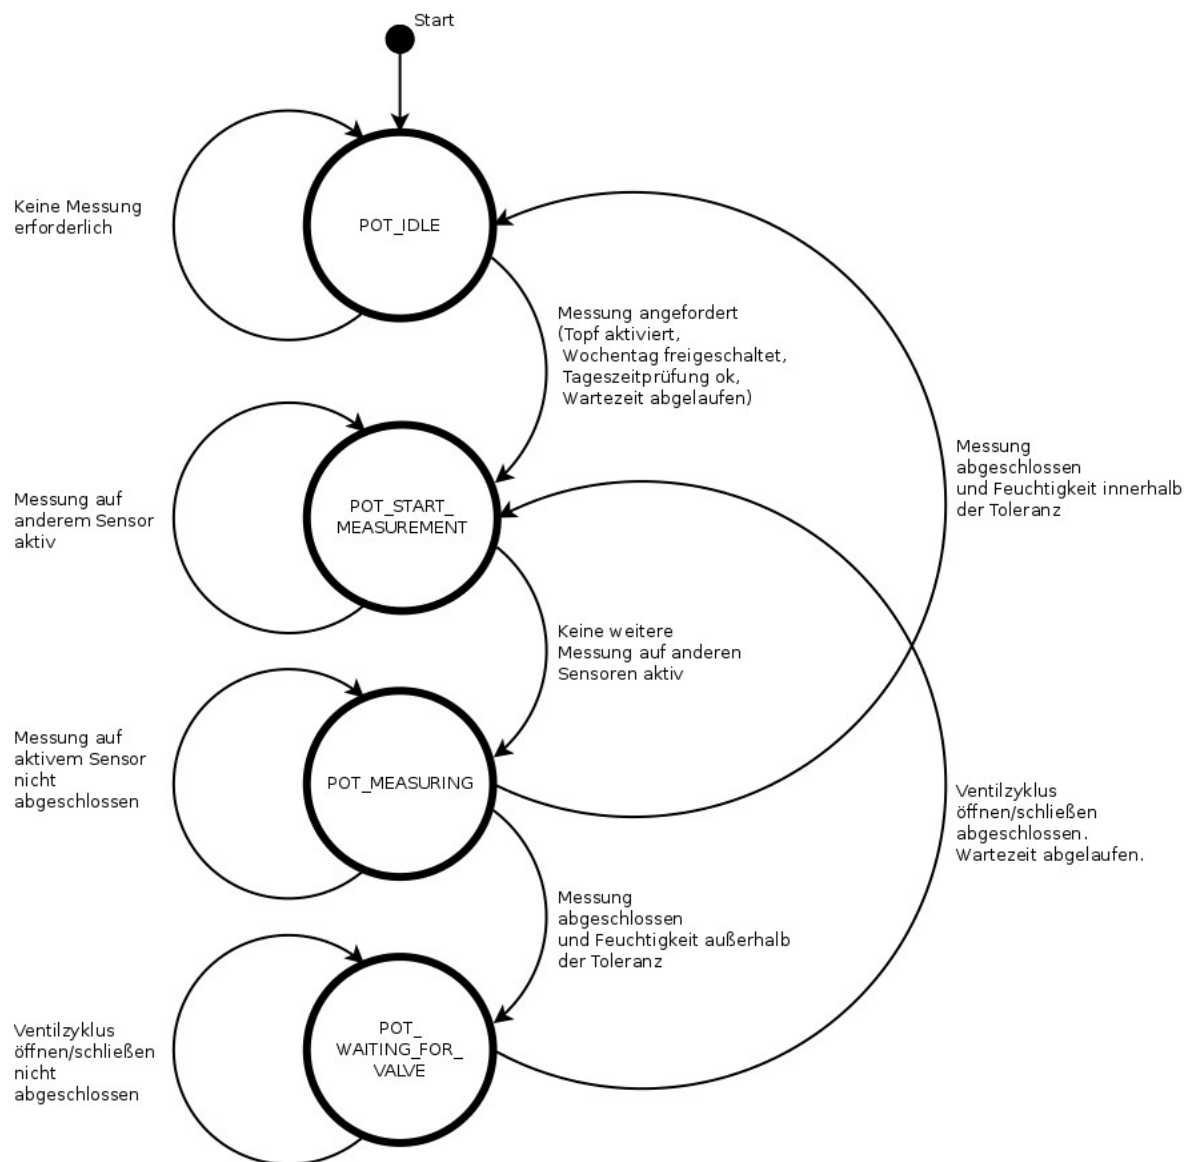 Start
Keine Messung
erforderlich
POT_IDLE
Messung angefordert
(Topf aktiviert,
Wochentag freigeschaltet,
Tageszeitprüfung ok,
Wartezeit abgelaufen)
Messung
abgeschlossen
und Feuchtigkeit innerhalb
der Toleranz
Messung auf
anderem Sensor
aktiv
POT_START_
MEASUREMENT
Keine weitere
Messung auf anderen
Sensoren aktiv
Messung auf
aktivem Sensor
nicht
abgeschlossen
POT_MEASURING
Ventilzyklus
öffnen/schließen
abgeschlossen.
Wartezeit abgelaufen.
Messung
abgeschlossen
und Feuchtigkeit außerhalb
der Toleranz
Ventilzyklus
öffnen/schließen
nicht
abgeschlossen
POT_
WAITING_FOR_
VALVE